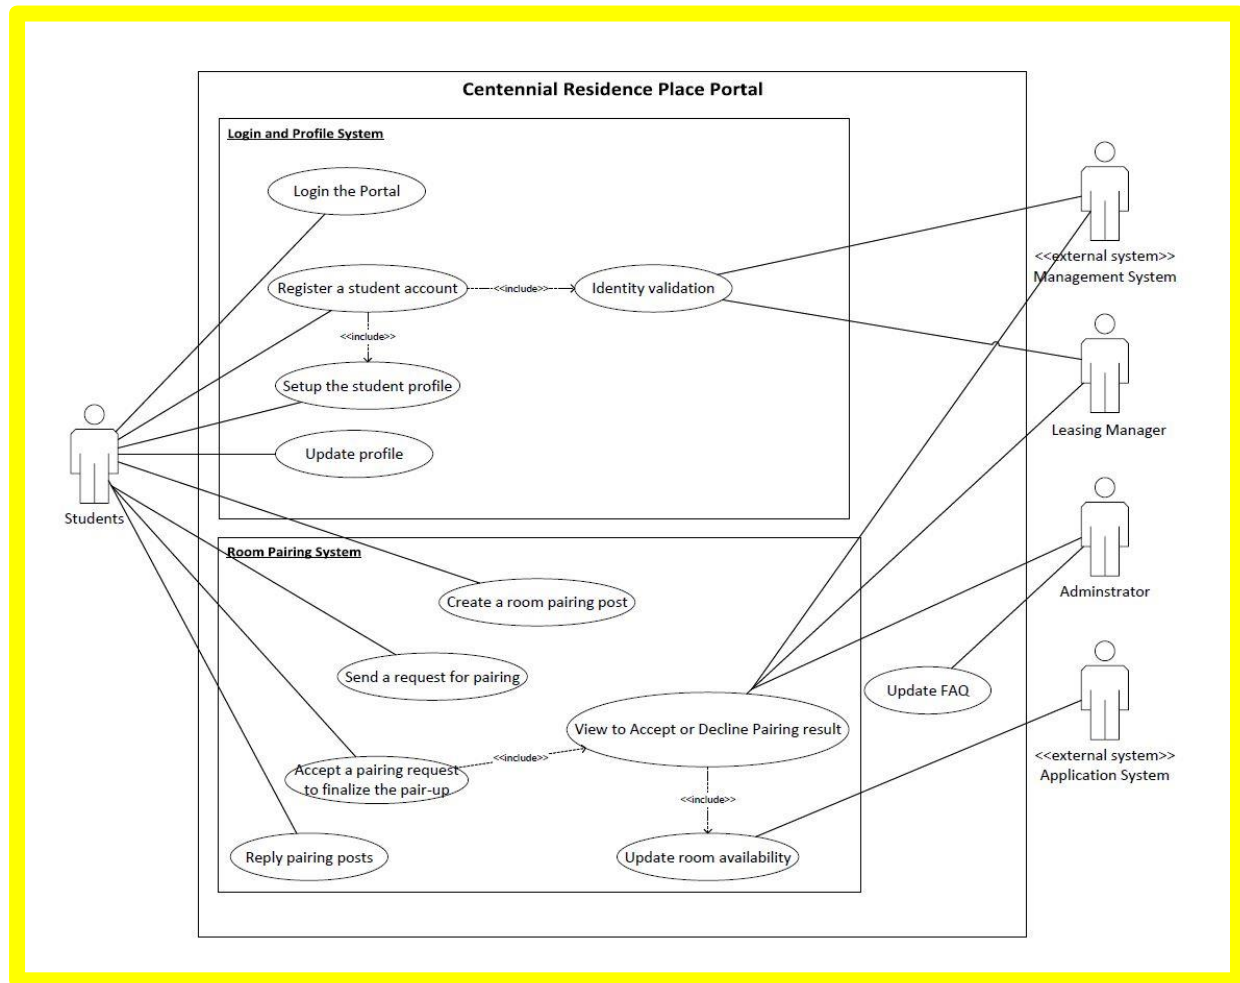 Centennial Residence Place Portal
Login and Profile System
Login the Portal
Register a student account
<<include>>
Identity validation
<<include>>
Setup the student profile
Update profile
Students
<<external system>>
Management System
Leasing Manager
Adminstrator
<<external system>>
Application System
Room Pairing System
Create a room pairing post
Send a request for pairing
Update FAQ
View to Accept or Decline Pairing result
<<include>>
Accept a pairing request
to finalize the pair-up
<<include>>
Reply pairing posts
Update room availability